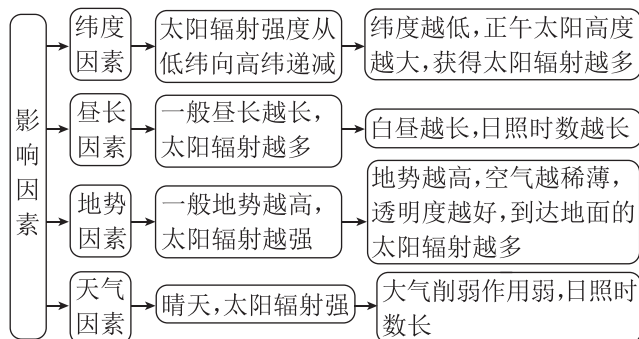 影响因素
纬度
因素
太阳辐射强度从
低纬向高纬递减
纬度越低,正午太阳高度
越大,获得太阳辐射越多
昼长
因素
一般昼长越长,
太阳辐射越多
白昼越长,日照时数越长
地势
因素
一般地势越高,
太阳辐射越强
地势越高,空气越稀薄,
透明度越好,到达地面的
太阳辐射越多
天气
因素
晴天,太阳辐射强
大气削弱作用弱,日照时
数长